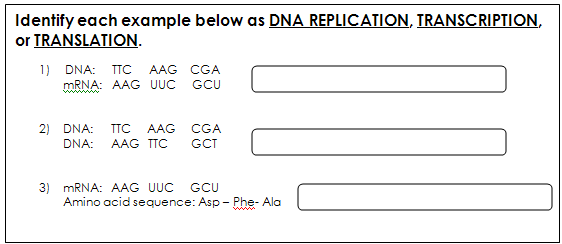 Identify each example below as DNA REPLICATION, TRANSCRIPTION,
or TRANSLATION.
1) DNA: TTC AAG CGA
mRNA: AAG UUC GCU
2) DNA: TTC AAG CGA
DNA: AAG TTC GCT
3) mRNA: AAG UUC GCU
Amino acid sequence: Asp – Phe- Ala